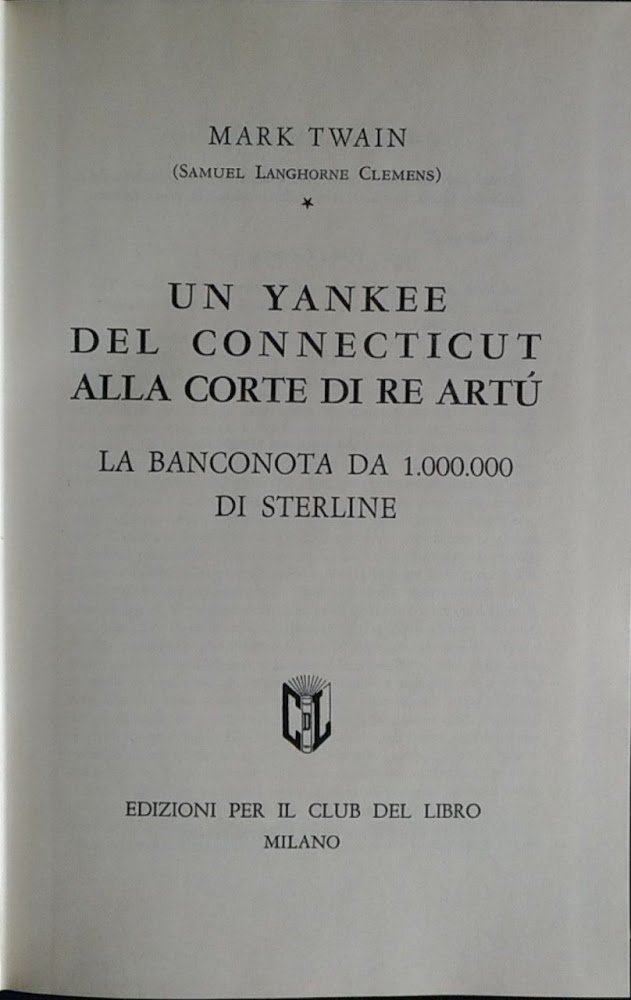 MARK TWAIN
(SAMUEL LANGHORNE CLEMENS)
UN YANKEE
DEL CONNECTICUT
ALLA CORTE DI RE ARTÚ
LA BANCONOTA DA 1.000.000
DI STERLINE
CDL
EDIZIONI PER IL CLUB DEL LIBRO
MILANO